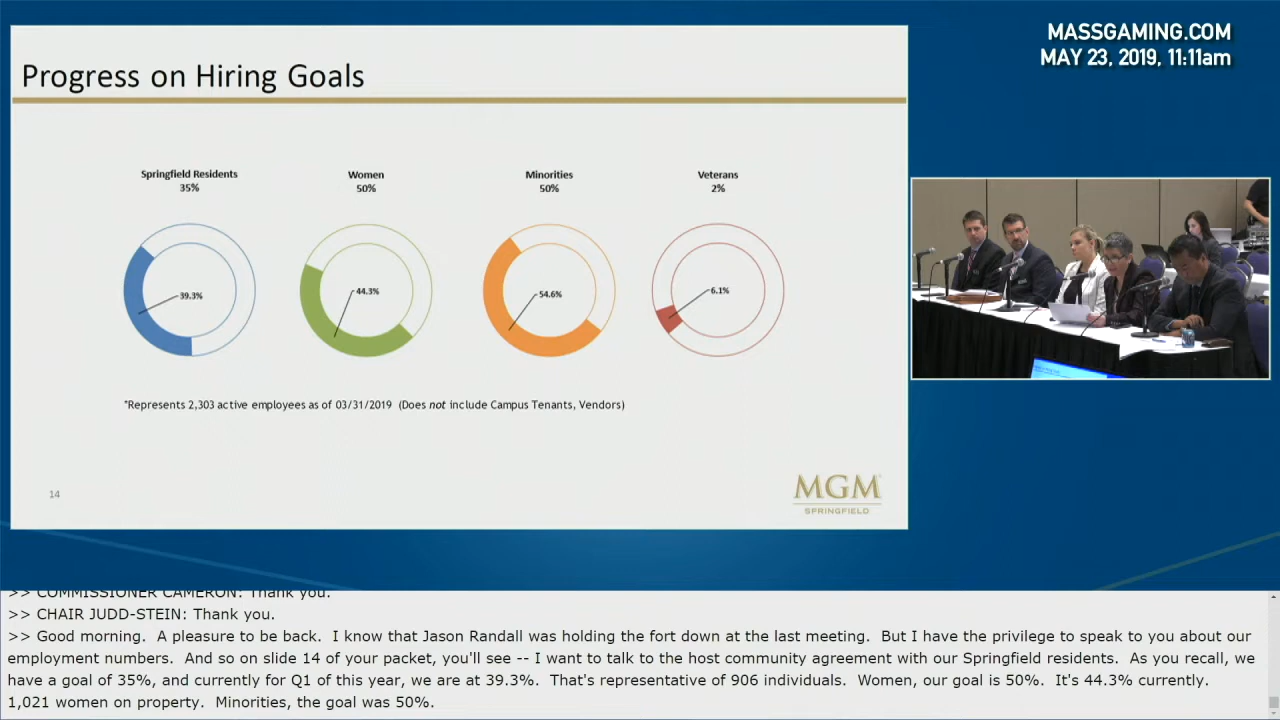 MASSGAMING.COM
MAY 23, 2019, 11:11am
Progress on Hiring Goals
Springfield Residents
35%
Women
50%
Minorities
50%
Veterans
2%
39.3%
44.3%
54.6%
6.1%
*Represents 2,303 active employees as of 03/31/2019 (Does not include Campus Tenants, Vendors)
14
MGM
SPRINGFIELD
>> COMMISSIONER CAMERON: Thank you.
>> CHAIR JUDD-STEIN: Thank you.
>> Good morning. A pleasure to be back. I know that Jason Randall was holding the fort down at the last meeting. But I have the privilege to speak to you about our
employment numbers. And so on slide 14 of your packet, you'll see -- I want to talk to the host community agreement with our Springfield residents. As you recall, we
have a goal of 35%, and currently for Q1 of this year, we are at 39.3%. That's representative of 906 individuals. Women, our goal is 50%. It's 44.3% currently.
1,021 women on property. Minorities, the goal was 50%.